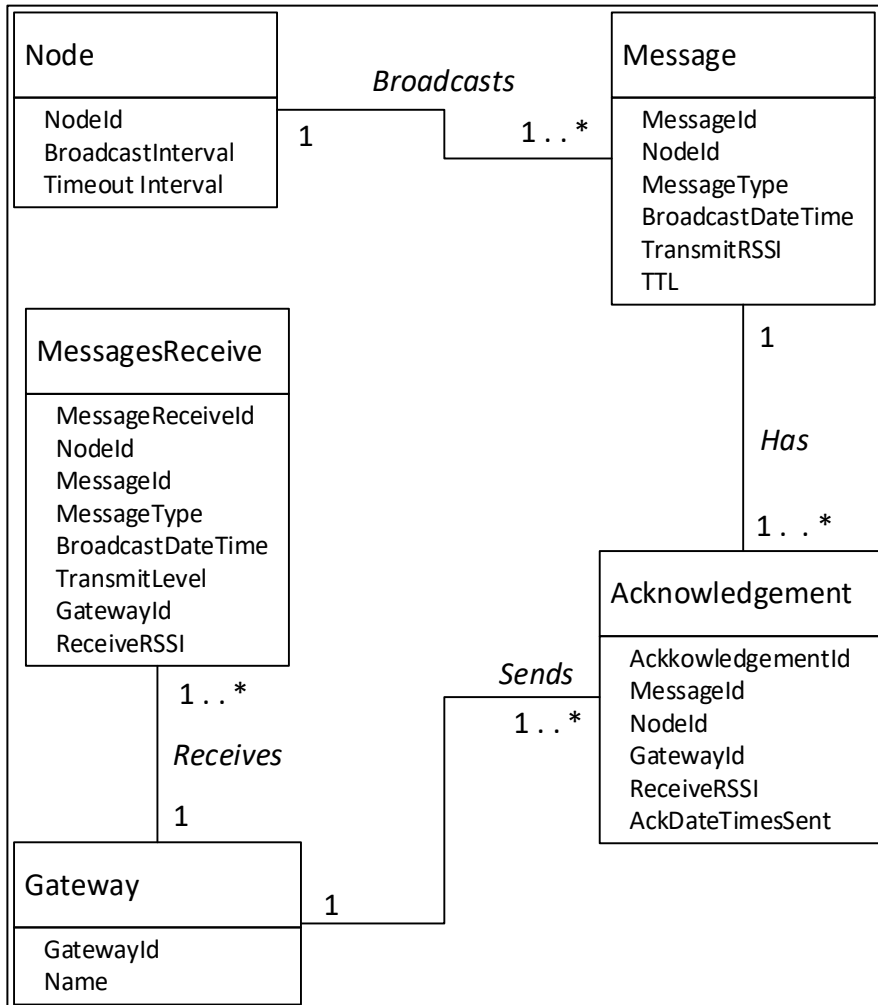 Node
NodeId
BroadcastInterval
Timeout Interval
Broadcasts
1
1 . . *
Message
MessageId
NodeId
MessageType
BroadcastDateTime
TransmitRSSI
TTL
1
Has
1 . . *
MessagesReceive
MessageReceiveId
NodeId
MessageId
MessageType
BroadcastDateTime
TransmitLevel
GatewayId
ReceiveRSSI
1 . . *
Receives
1
Acknowledgement
AckkowledgementId
MessageId
NodeId
GatewayId
ReceiveRSSI
AckDateTimesSent
Sends
1 . . *
1
Gateway
GatewayId
Name